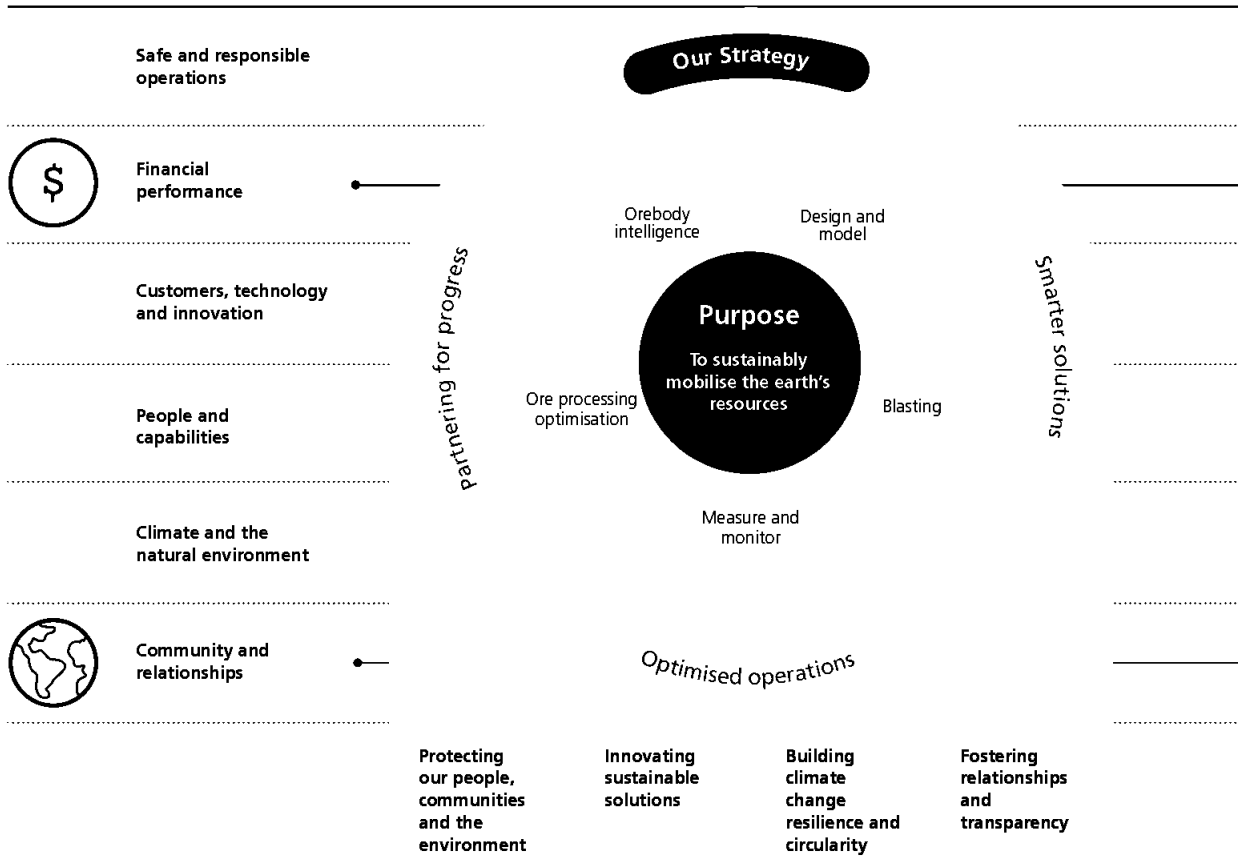 Safe and responsible
operations
$
Financial
performance
Customers, technology
and innovation
People and
capabilities
Climate and the
natural environment
Community and
relationships
Our Strategy
Partnering for progress
Orebody
intelligence
Design and
model
Smarter solutions
Purpose
To sustainably
mobilise the earth's
resources
Ore processing
optimisation
Blasting
Measure and
monitor
Optimised operations
Protecting
our people,
communities
and the
environment
Innovating
sustainable
solutions
Building
climate
change
resilience and
circularity
Fostering
relationships
and
transparency